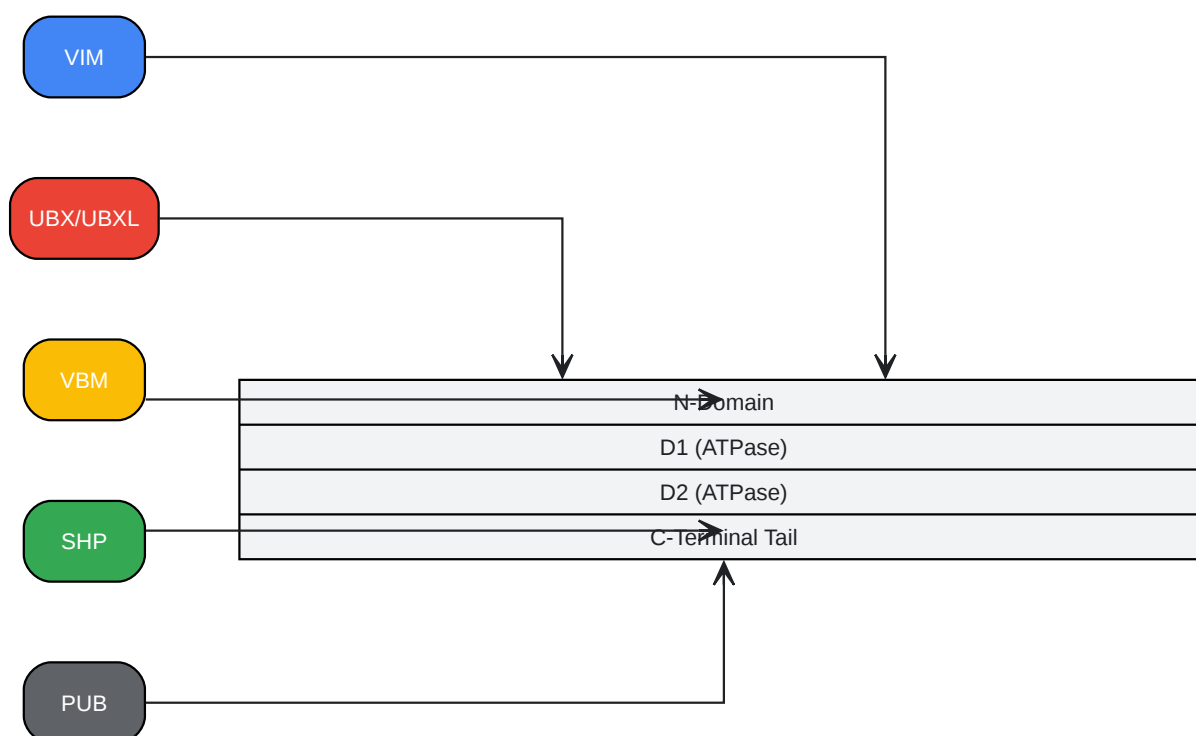 VIM
UBX/UBXL
VBM
N-Domain
D1 (ATPase)
D2 (ATPase)
SHP
C-Terminal Tail
PUB